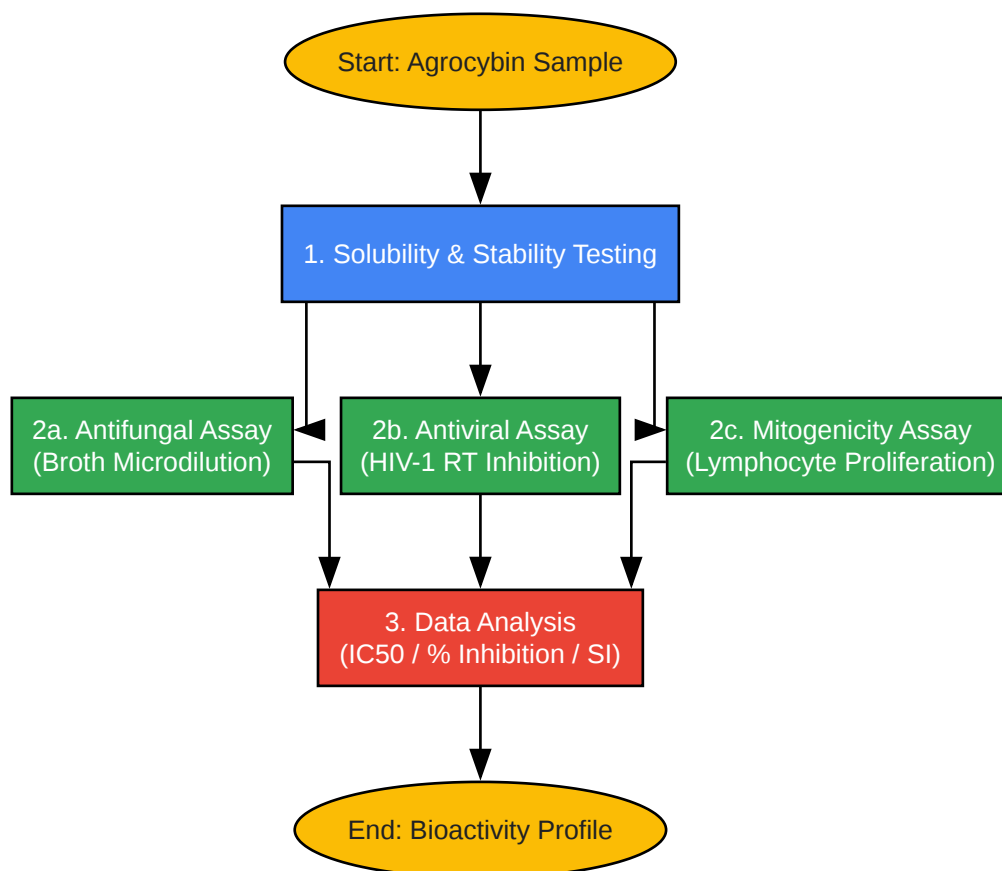 Start: Agrocybin Sample
1. Solubility & Stability Testing
2a. Antifungal Assay
(Broth Microdilution)
2b. Antiviral Assay
(HIV-1 RT Inhibition)
2c. Mitogenicity Assay
(Lymphocyte Proliferation)
3. Data Analysis
(IC50 / % Inhibition / SI)
End: Bioactivity Profile